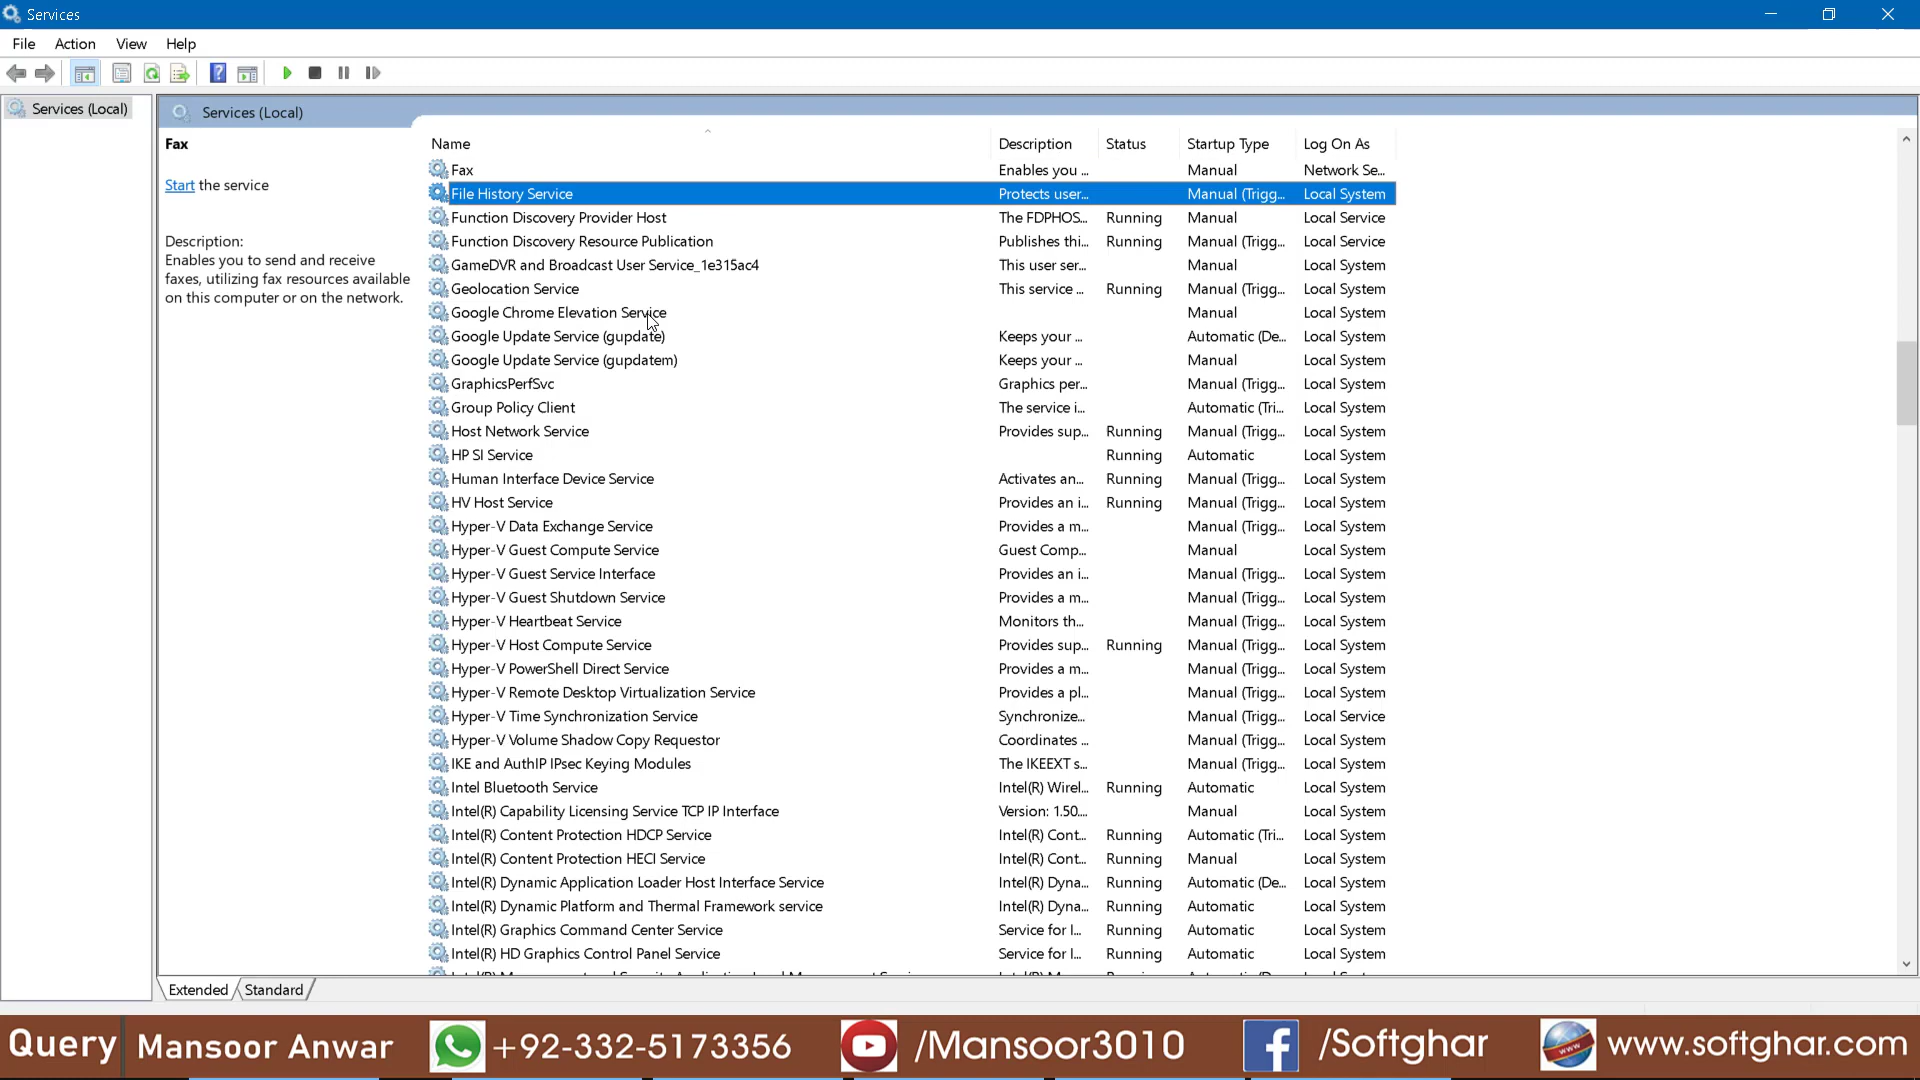 Services
File Action View Help
Services (Local)
Services (Local)
Fax
Start the service
Description:
Enables you to send and receive
faxes, utilizing fax resources available
on this computer or on the network.
Name Description Status Startup Type Log On As
Fax Enables you ... Manual Network Se...
File History Service Protects user... Manual (Trigg... Local System
Function Discovery Provider Host The FDPHOS... Running Manual Local Service
Function Discovery Resource Publication Publishes thi... Running Manual (Trigg... Local Service
GameDVR and Broadcast User Service_1e315ac4 This user ser... Manual Local System
Geolocation Service This service ... Running Manual (Trigg... Local System
Google Chrome Elevation Service Manual Local System
Google Update Service (gupdate) Keeps your ... Automatic (De... Local System
Google Update Service (gupdatem) Keeps your ... Manual Local System
GraphicsPerfSvc Graphics per... Manual (Trigg... Local System
Group Policy Client The service i... Automatic (Tri... Local System
Host Network Service Provides sup... Running Manual (Trigg... Local System
HP SI Service Running Automatic Local System
Human Interface Device Service Activates an... Running Manual (Trigg... Local System
HV Host Service Provides an i... Running Manual (Trigg... Local System
Hyper-V Data Exchange Service Provides a m... Manual (Trigg... Local System
Hyper-V Guest Compute Service Guest Comp... Manual Local System
Hyper-V Guest Service Interface Provides an i... Manual (Trigg... Local System
Hyper-V Guest Shutdown Service Provides a m... Manual (Trigg... Local System
Hyper-V Heartbeat Service Monitors th... Manual (Trigg... Local System
Hyper-V Host Compute Service Provides sup... Running Manual (Trigg... Local System
Hyper-V PowerShell Direct Service Provides a m... Manual (Trigg... Local System
Hyper-V Remote Desktop Virtualization Service Provides a pl... Manual (Trigg... Local System
Hyper-V Time Synchronization Service Synchronize... Manual (Trigg... Local Service
Hyper-V Volume Shadow Copy Requestor Coordinates ... Manual (Trigg... Local System
IKE and AuthIP IPsec Keying Modules The IKEEXT s... Manual (Trigg... Local System
Intel Bluetooth Service Intel(R) Wirel... Running Automatic Local System
Intel(R) Capability Licensing Service TCP IP Interface Version: 1.50.... Manual Local System
Intel(R) Content Protection HDCP Service Intel(R) Cont... Running Automatic (Tri... Local System
Intel(R) Content Protection HECI Service Intel(R) Cont... Running Manual Local System
Intel(R) Dynamic Application Loader Host Interface Service Intel(R) Dyna... Running Automatic (De... Local System
Intel(R) Dynamic Platform and Thermal Framework service Intel(R) Dyna... Running Automatic Local System
Intel(R) Graphics Command Center Service Service for I... Running Automatic Local System
Intel(R) HD Graphics Control Panel Service Service for I... Running Automatic Local System
Extended Standard
Query Mansoor Anwar +92-332-5173356 /Mansoor3010 /Softghar www.softghar.com